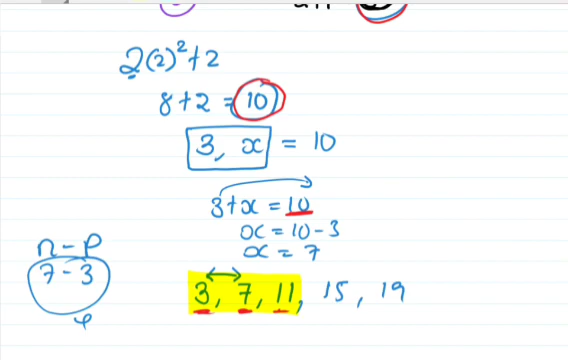 2(2)²+2
8+2 = 10
3, x = 10
3+x = 10
x = 10-3
x = 7
n-p
7-3
3, 7, 11, 15, 19